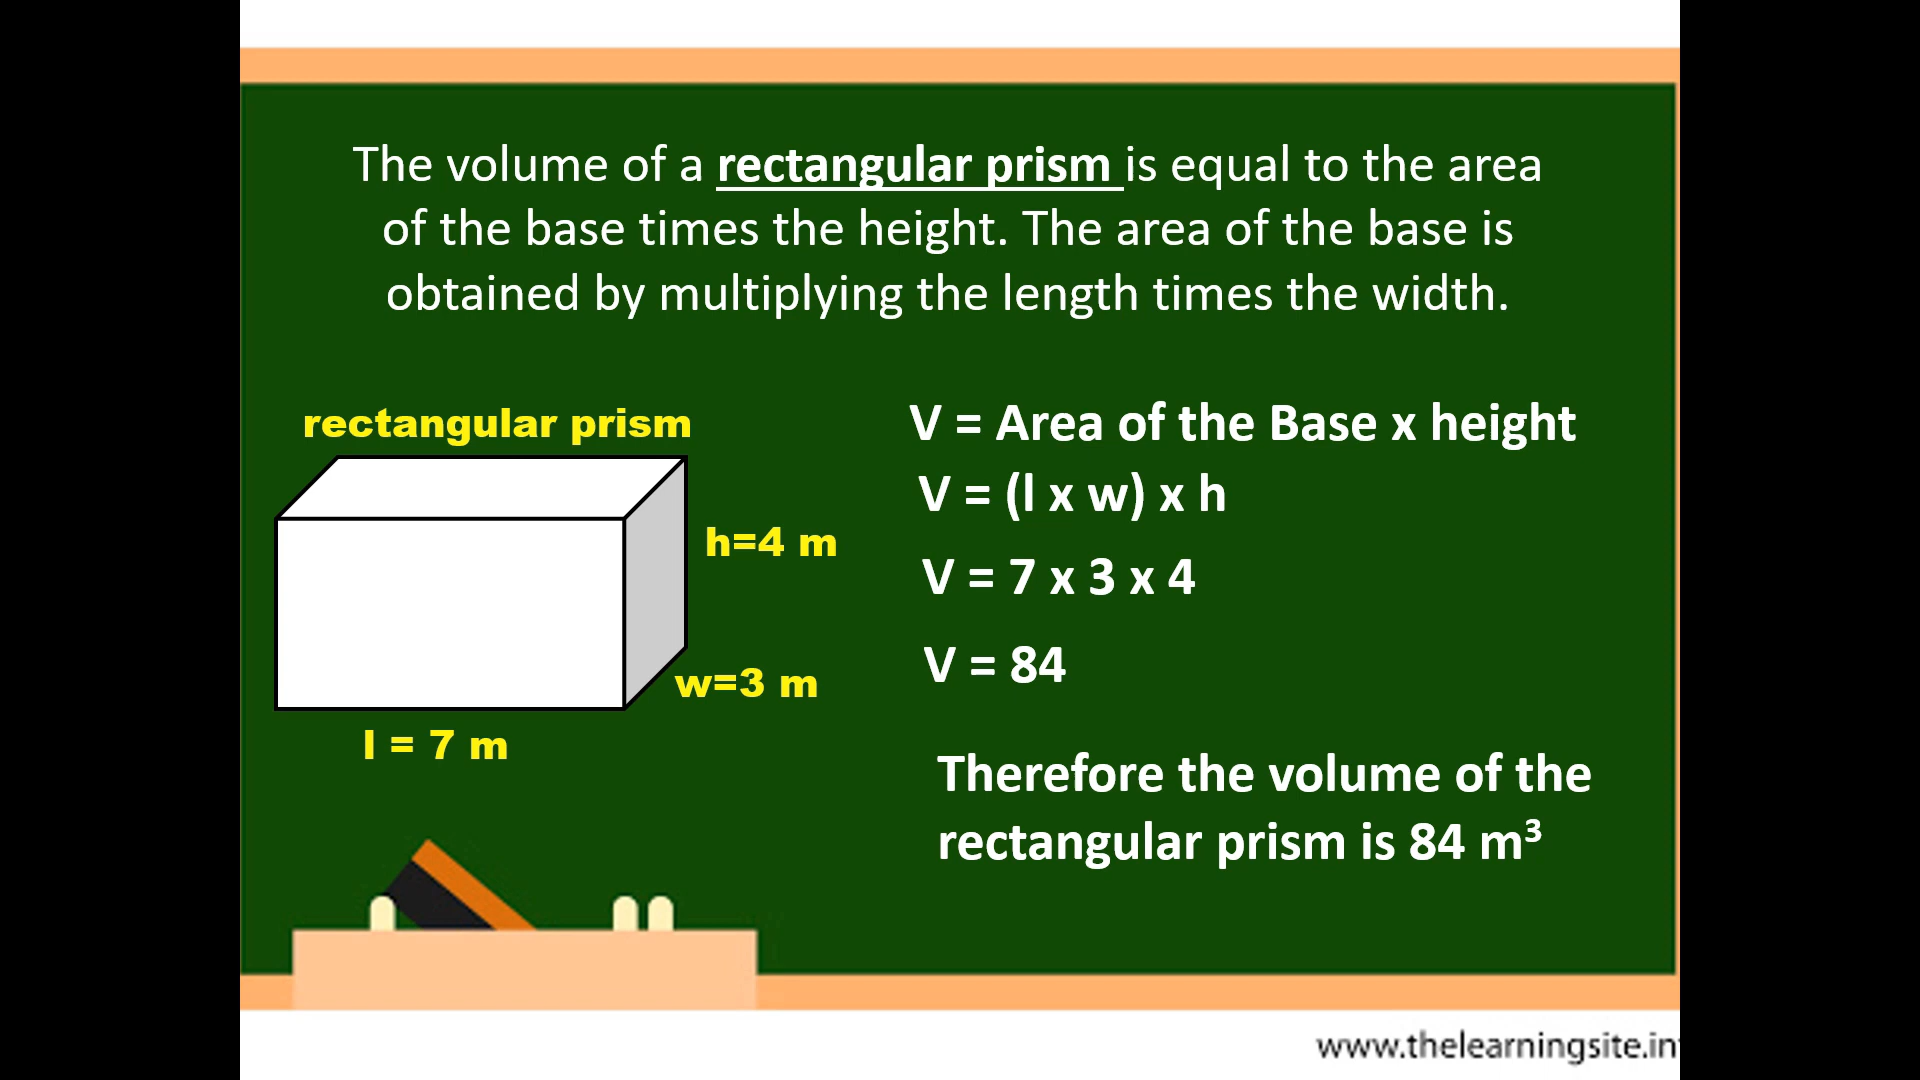 The volume of a rectangular prism is equal to the area
of the base times the height. The area of the base is
obtained by multiplying the length times the width.
rectangular prism
h=4 m
w=3 m
l = 7 m
V = Area of the Base x height
V = (l x w) x h
V = 7 x 3 x 4
V = 84
Therefore the volume of the
rectangular prism is 84 m³
www.thelearningsite.in